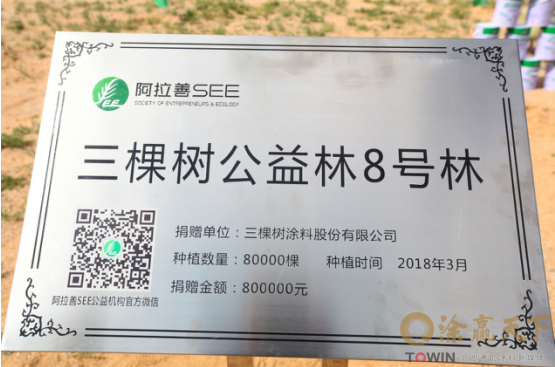 阿拉善SEE
SOCIETY OF ENTREPRENEURS & ECOLOGY
三棵树公益林8号林
捐赠单位：三棵树涂料股份有限公司
种植数量：80000棵 种植时间 2018年3月
捐赠金额：800000元
阿拉善SEE公益机构官方微信
涂赢天下
TOWIN